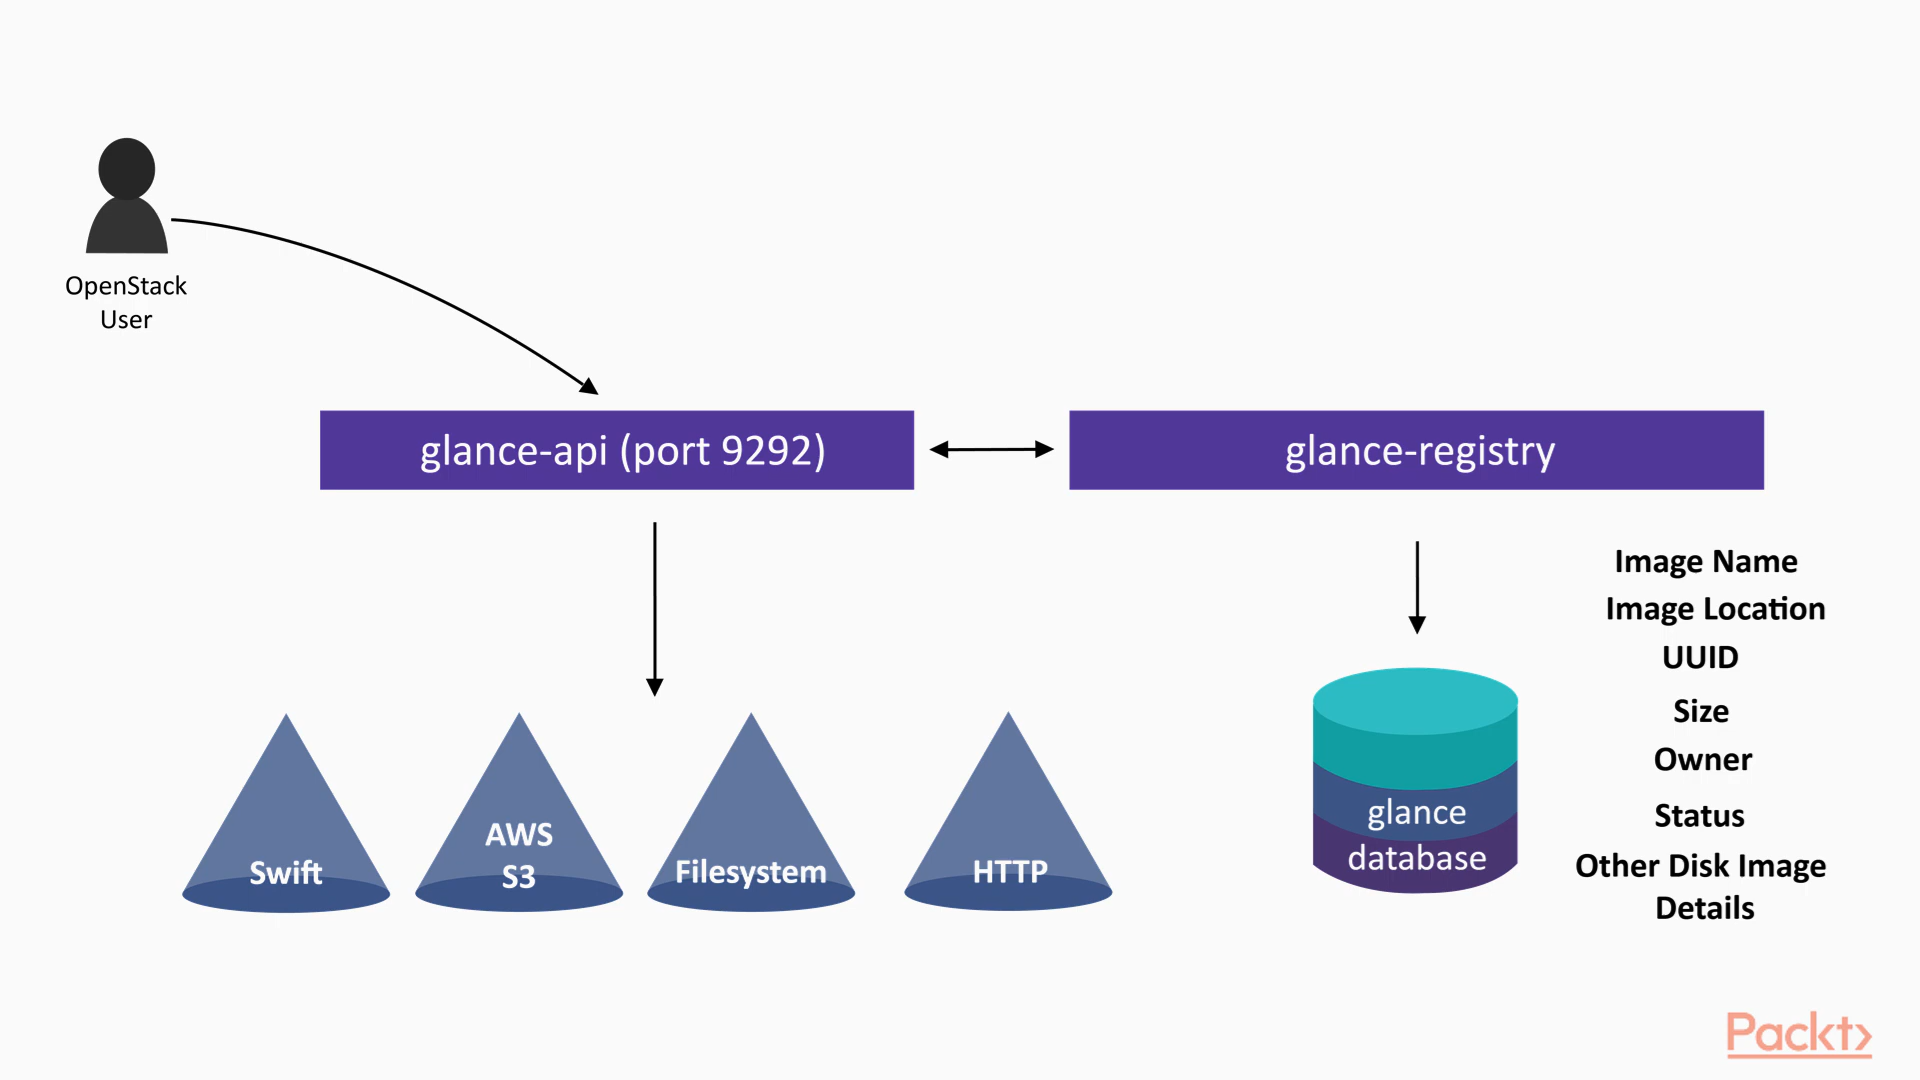 OpenStack
User
glance-api (port 9292)
glance-registry
Image Name
Image Location
UUID
Size
Owner
Status
Other Disk Image
Details
Swift
AWS
S3
Filesystem
HTTP
glance
database
Packt